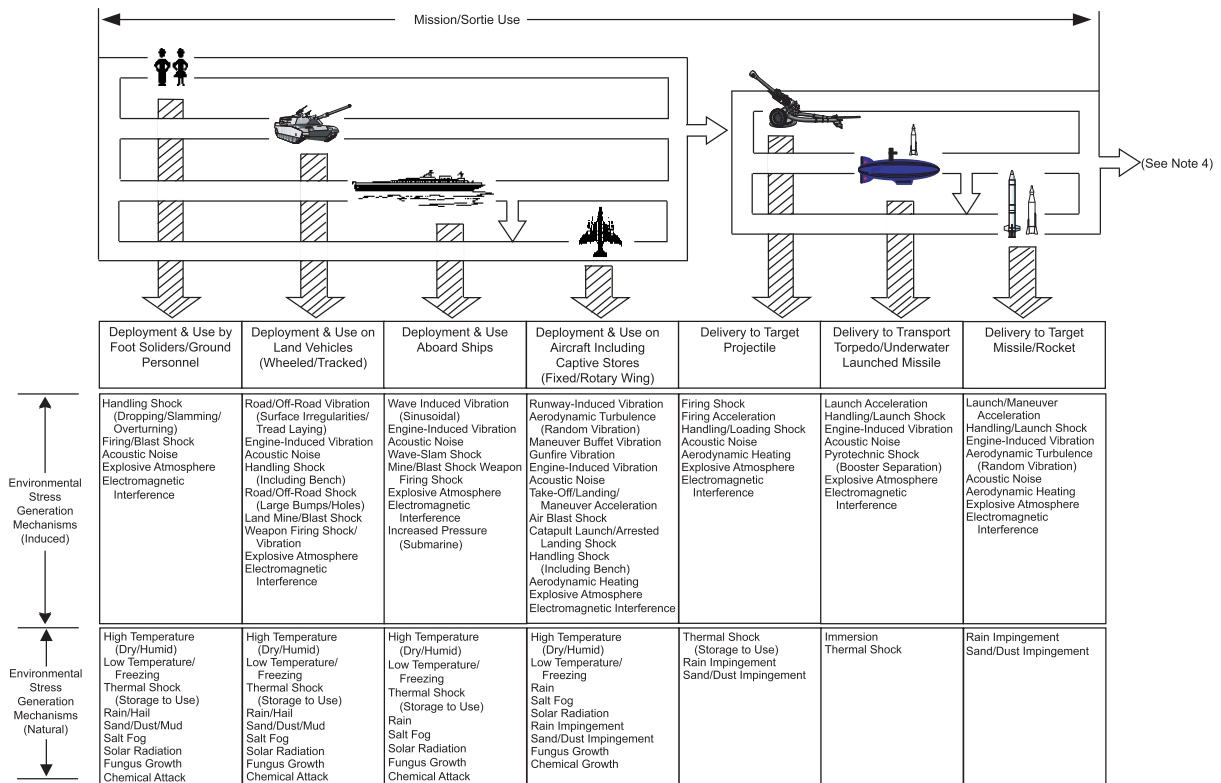 Mission/Sortie Use
(See Note 4)
Deployment & Use by
Foot Soliders/Ground
Personnel
Deployment & Use on
Land Vehicles
(Wheeled/Tracked)
Deployment & Use
Aboard Ships
Deployment & Use on
Aircraft Including
Captive Stores
(Fixed/Rotary Wing)
Delivery to Target
Projectile
Delivery to Transport
Torpedo/Underwater
Launched Missile
Delivery to Target
Missile/Rocket
Environmental
Stress
Generation
Mechanisms
(Induced)
Handling Shock
(Dropping/Slamming/
Overturning)
Firing/Blast Shock
Acoustic Noise
Explosive Atmosphere
Electromagnetic
Interference
Road/Off-Road Vibration
(Surface Irregularities/
Tread Laying)
Engine-Induced Vibration
Acoustic Noise
Handling Shock
(Including Bench)
Road/Off-Road Shock
(Large Bumps/Holes)
Land Mine/Blast Shock
Weapon Firing Shock/
Vibration
Explosive Atmosphere
Electromagnetic
Interference
Wave Induced Vibration
(Sinusoidal)
Engine-Induced Vibration
Acoustic Noise
Wave-Slam Shock
Mine/Blast Shock Weapon
Firing Shock
Explosive Atmosphere
Electromagnetic
Interference
Increased Pressure
(Submarine)
Runway-Induced Vibration
Aerodynamic Turbulence
(Random Vibration)
Maneuver Buffet Vibration
Gunfire Vibration
Engine-Induced Vibration
Acoustic Noise
Take-Off/Landing/
Maneuver Acceleration
Air Blast Shock
Catapult Launch/Arrested
Landing Shock
Handling Shock
(Including Bench)
Aerodynamic Heating
Explosive Atmosphere
Electromagnetic Interference
Firing Shock
Firing Acceleration
Handling/Loading Shock
Acoustic Noise
Aerodynamic Heating
Explosive Atmosphere
Electromagnetic
Interference
Launch Acceleration
Handling/Launch Shock
Engine-Induced Vibration
Acoustic Noise
Pyrotechnic Shock
(Booster Separation)
Explosive Atmosphere
Electromagnetic
Interference
Launch/Maneuver
Acceleration
Handling/Launch Shock
Engine-Induced Vibration
Aerodynamic Turbulence
(Random Vibration)
Acoustic Noise
Aerodynamic Heating
Explosive Atmosphere
Electromagnetic
Interference
Environmental
Stress
Generation
Mechanisms
(Natural)
High Temperature
(Dry/Humid)
Low Temperature/
Freezing
Thermal Shock
(Storage to Use)
Rain/Hail
Sand/Dust/Mud
Salt Fog
Solar Radiation
Fungus Growth
Chemical Attack
High Temperature
(Dry/Humid)
Low Temperature/
Freezing
Thermal Shock
(Storage to Use)
Rain/Hail
Sand/Dust/Mud
Salt Fog
Solar Radiation
Fungus Growth
Chemical Attack
High Temperature
(Dry/Humid)
Low Temperature/
Freezing
Thermal Shock
(Storage to Use)
Rain
Salt Fog
Solar Radiation
Fungus Growth
Chemical Attack
High Temperature
(Dry/Humid)
Low Temperature/
Freezing
Rain
Salt Fog
Solar Radiation
Rain Impingement
Sand/Dust Impingement
Fungus Growth
Chemical Growth
Thermal Shock
(Storage to Use)
Rain Impingement
Sand/Dust Impingement
Immersion
Thermal Shock
Rain Impingement
Sand/Dust Impingement